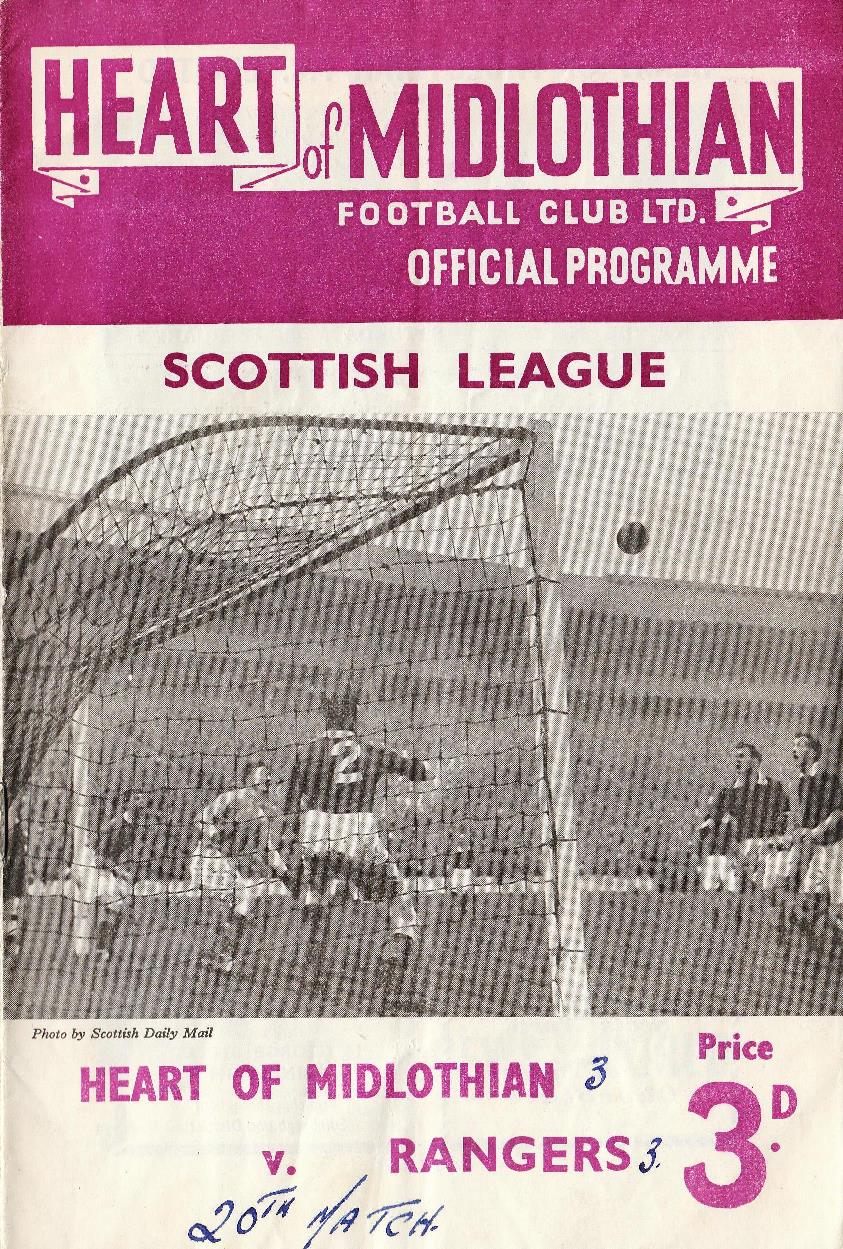 HEART
of MIDLOTHIAN
FOOTBALL CLUB LTD.
OFFICIAL PROGRAMME
SCOTTISH LEAGUE
2
Photo by Scottish Daily Mail
HEART OF MIDLOTHIAN 3
Price
3D.
v. RANGERS 3.
20TH MATCH.